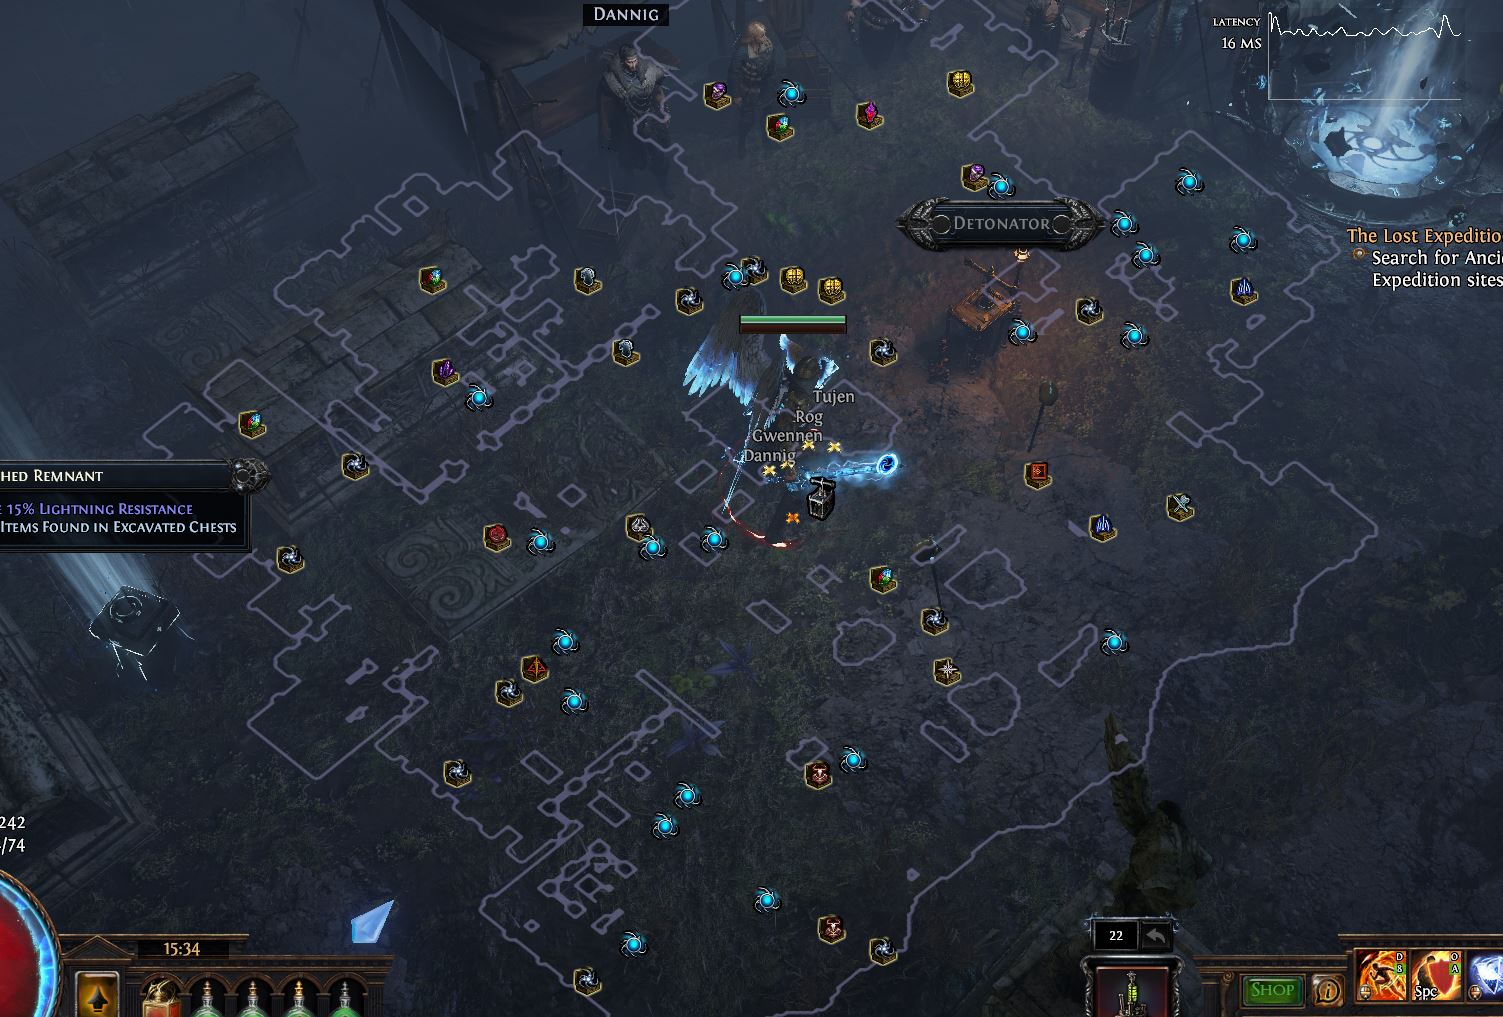 Dannig
LATENCY
16 MS
Detonator
The Lost Expeditio
Search for Anci
Expedition sites
Tujen
Rog
Gwennen
Dannig
HED REMNANT
15% LIGHTNING RESISTANCE
ITEMS FOUND IN EXCAVATED CHESTS
242
/74
15:34
22
SHOP
D
8
O
A
Spc